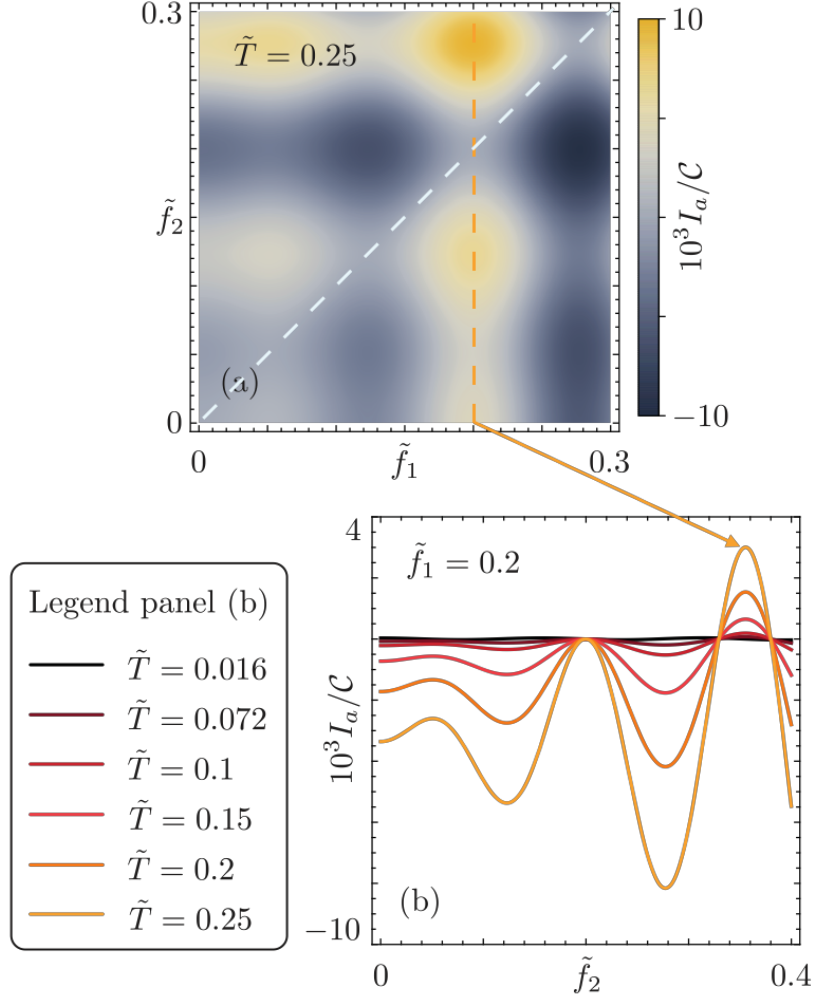 0.3
T̃ = 0.25
f̃₂
(a)
0
0
f̃₁
0.3
10
10³Iₐ/𝒞
−10
Legend panel (b)
T̃ = 0.016
T̃ = 0.072
T̃ = 0.1
T̃ = 0.15
T̃ = 0.2
T̃ = 0.25
4
f̃₁ = 0.2
10³Iₐ/𝒞
(b)
−10
0
f̃₂
0.4